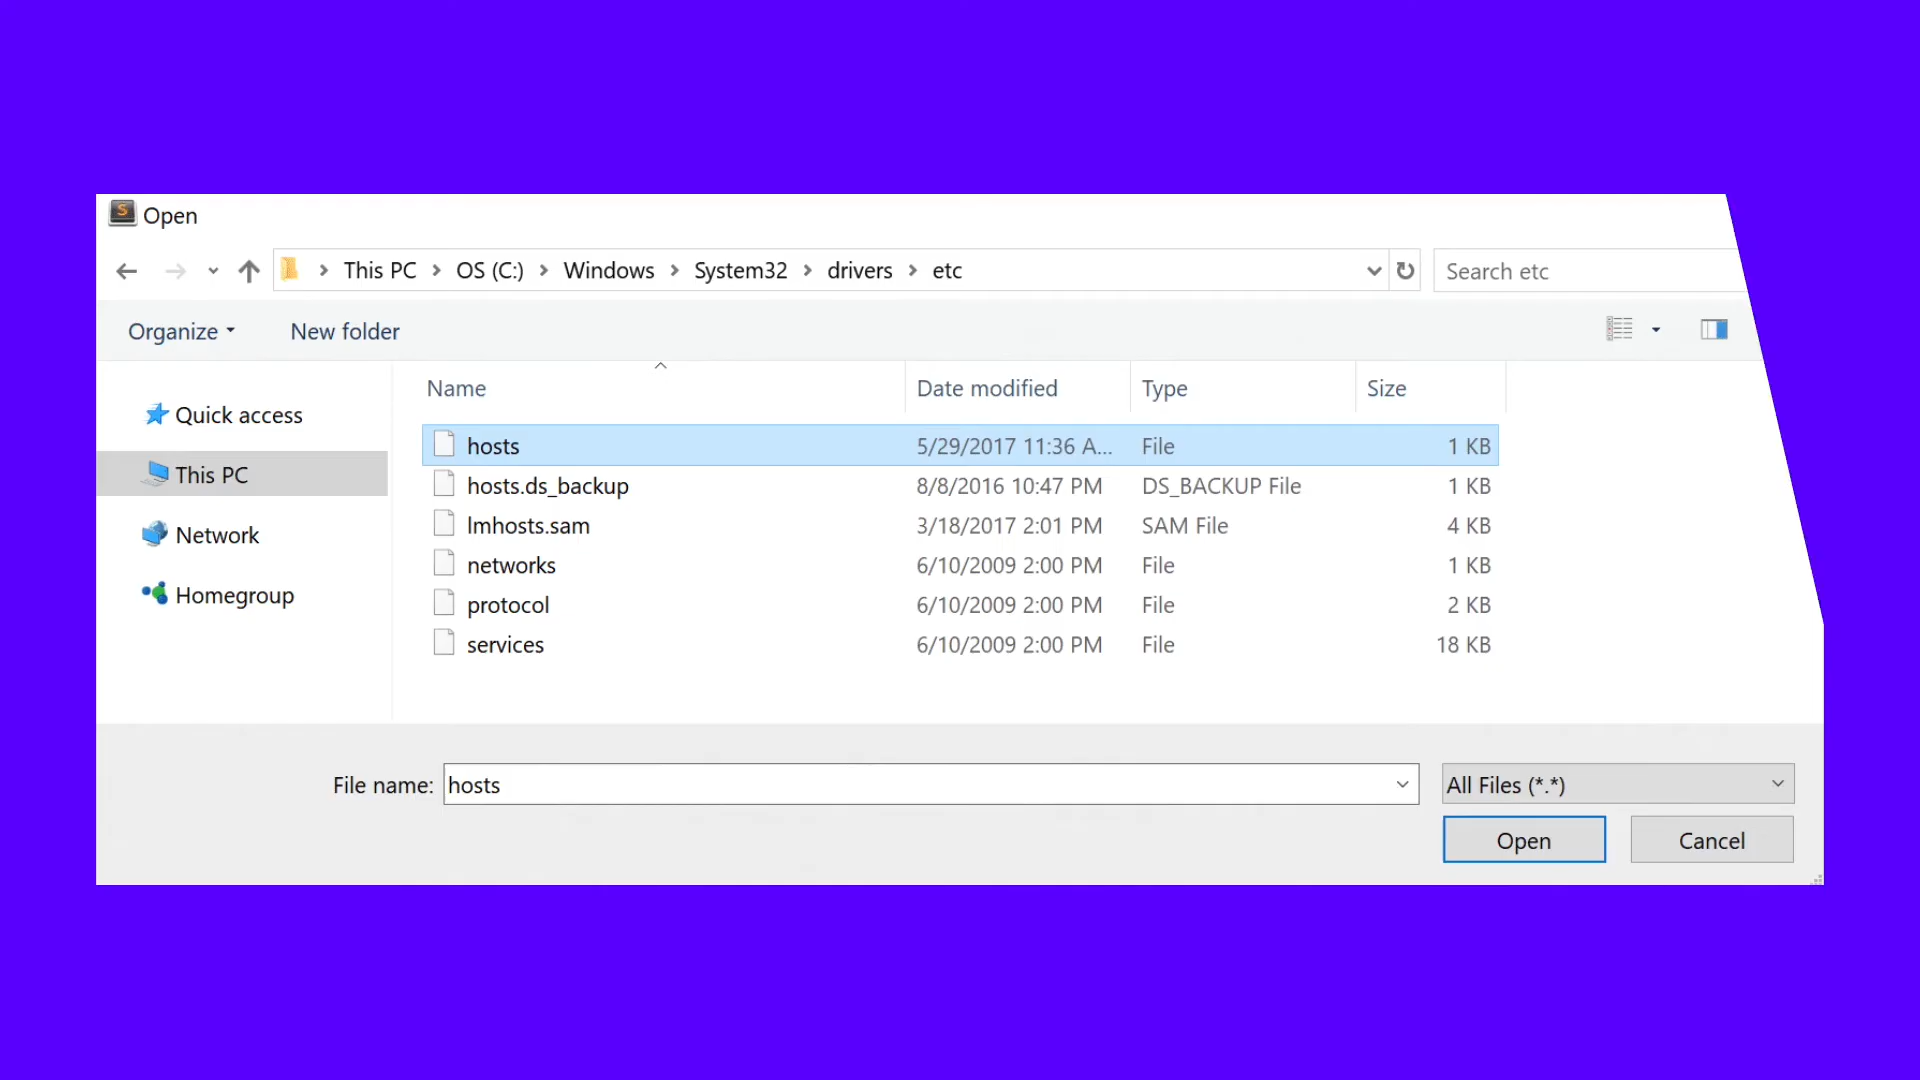 S Open
This PC OS (C:) Windows System32 drivers etc Search etc
Organize New folder
Name Date modified Type Size
Quick access
This PC
Network
Homegroup
hosts 5/29/2017 11:36 A... File 1 KB
hosts.ds_backup 8/8/2016 10:47 PM DS_BACKUP File 1 KB
lmhosts.sam 3/18/2017 2:01 PM SAM File 4 KB
networks 6/10/2009 2:00 PM File 1 KB
protocol 6/10/2009 2:00 PM File 2 KB
services 6/10/2009 2:00 PM File 18 KB
File name: hosts All Files (*.*)
Open Cancel